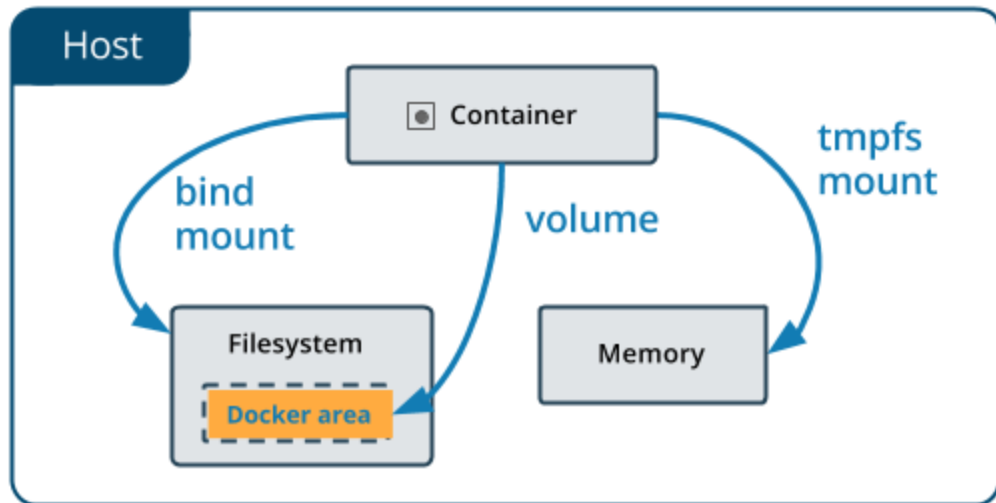 Host
Container
bind
mount
volume
tmpfs
mount
Filesystem
Docker area
Memory